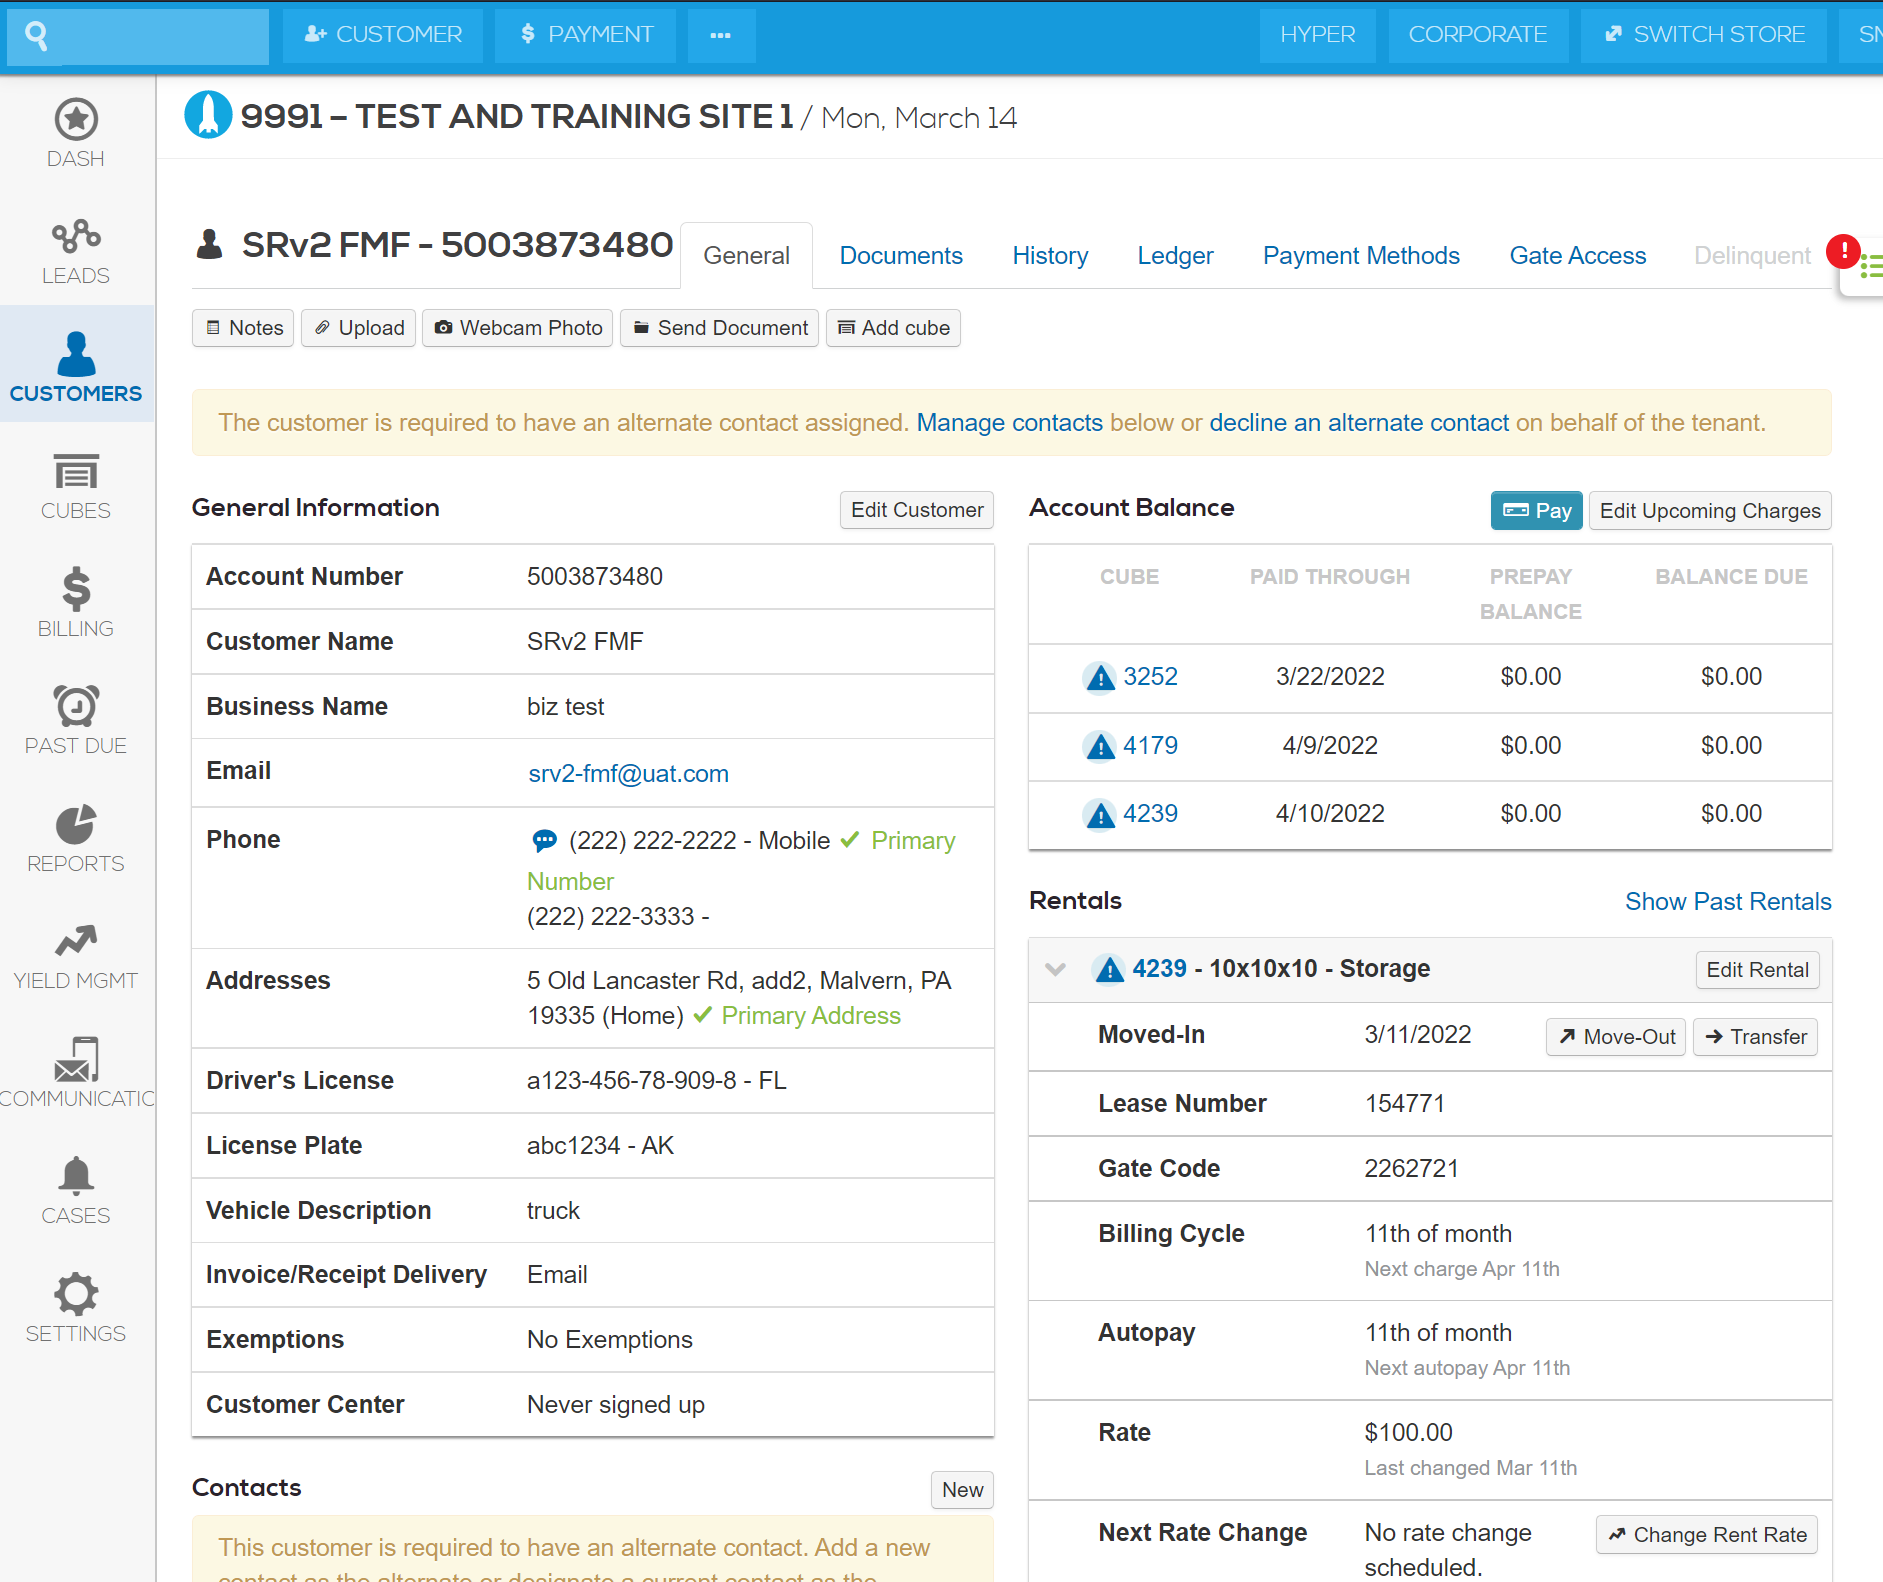 CUSTOMER
PAYMENT
HYPER
CORPORATE
SWITCH STORE
DASH
LEADS
CUSTOMERS
CUBES
BILLING
PAST DUE
REPORTS
YIELD MGMT
COMMUNICATIC
CASES
SETTINGS
9991 – TEST AND TRAINING SITE 1 / Mon, March 14
SRv2 FMF - 5003873480
General
Documents
History
Ledger
Payment Methods
Gate Access
Delinquent
Notes
Upload
Webcam Photo
Send Document
Add cube
The customer is required to have an alternate contact assigned. Manage contacts below or decline an alternate contact on behalf of the tenant.
General Information
Edit Customer
Account Number 5003873480
Customer Name SRv2 FMF
Business Name biz test
Email srv2-fmf@uat.com
Phone (222) 222-2222 - Mobile ✓ Primary
Number
(222) 222-3333 -
Addresses 5 Old Lancaster Rd, add2, Malvern, PA
19335 (Home) ✓ Primary Address
Driver's License a123-456-78-909-8 - FL
License Plate abc1234 - AK
Vehicle Description truck
Invoice/Receipt Delivery Email
Exemptions No Exemptions
Customer Center Never signed up
Contacts
New
This customer is required to have an alternate contact. Add a new
Account Balance
Pay
Edit Upcoming Charges
CUBE PAID THROUGH PREPAY BALANCE DUE
BALANCE
3252 3/22/2022 $0.00 $0.00
4179 4/9/2022 $0.00 $0.00
4239 4/10/2022 $0.00 $0.00
Rentals
Show Past Rentals
4239 - 10x10x10 - Storage
Edit Rental
Moved-In 3/11/2022
Move-Out
Transfer
Lease Number 154771
Gate Code 2262721
Billing Cycle 11th of month
Next charge Apr 11th
Autopay 11th of month
Next autopay Apr 11th
Rate $100.00
Last changed Mar 11th
Next Rate Change No rate change
scheduled.
Change Rent Rate